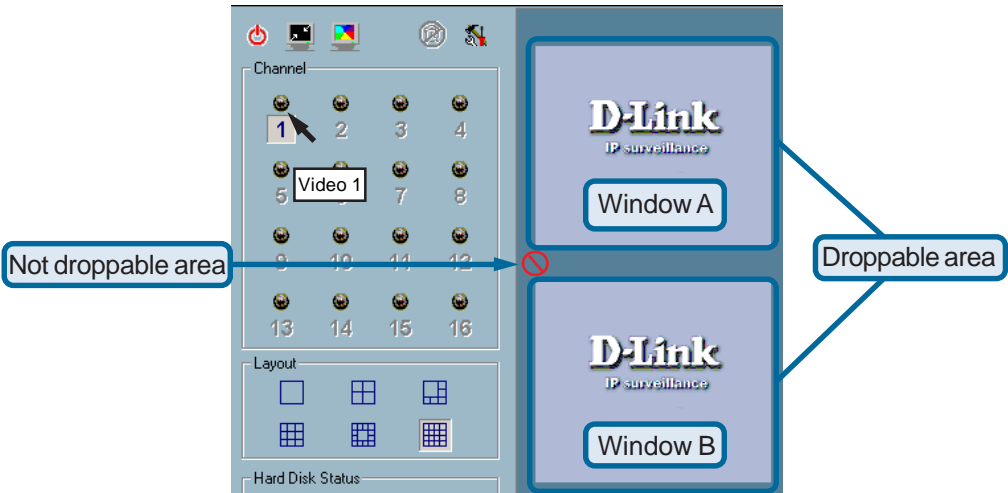 Channel
1 2 3 4
Video 1
5 6 7 8
9 10 11 12
13 14 15 16
Layout
Hard Disk Status
Not droppable area
D-Link
IP surveillance
Window A
Droppable area
D-Link
IP surveillance
Window B